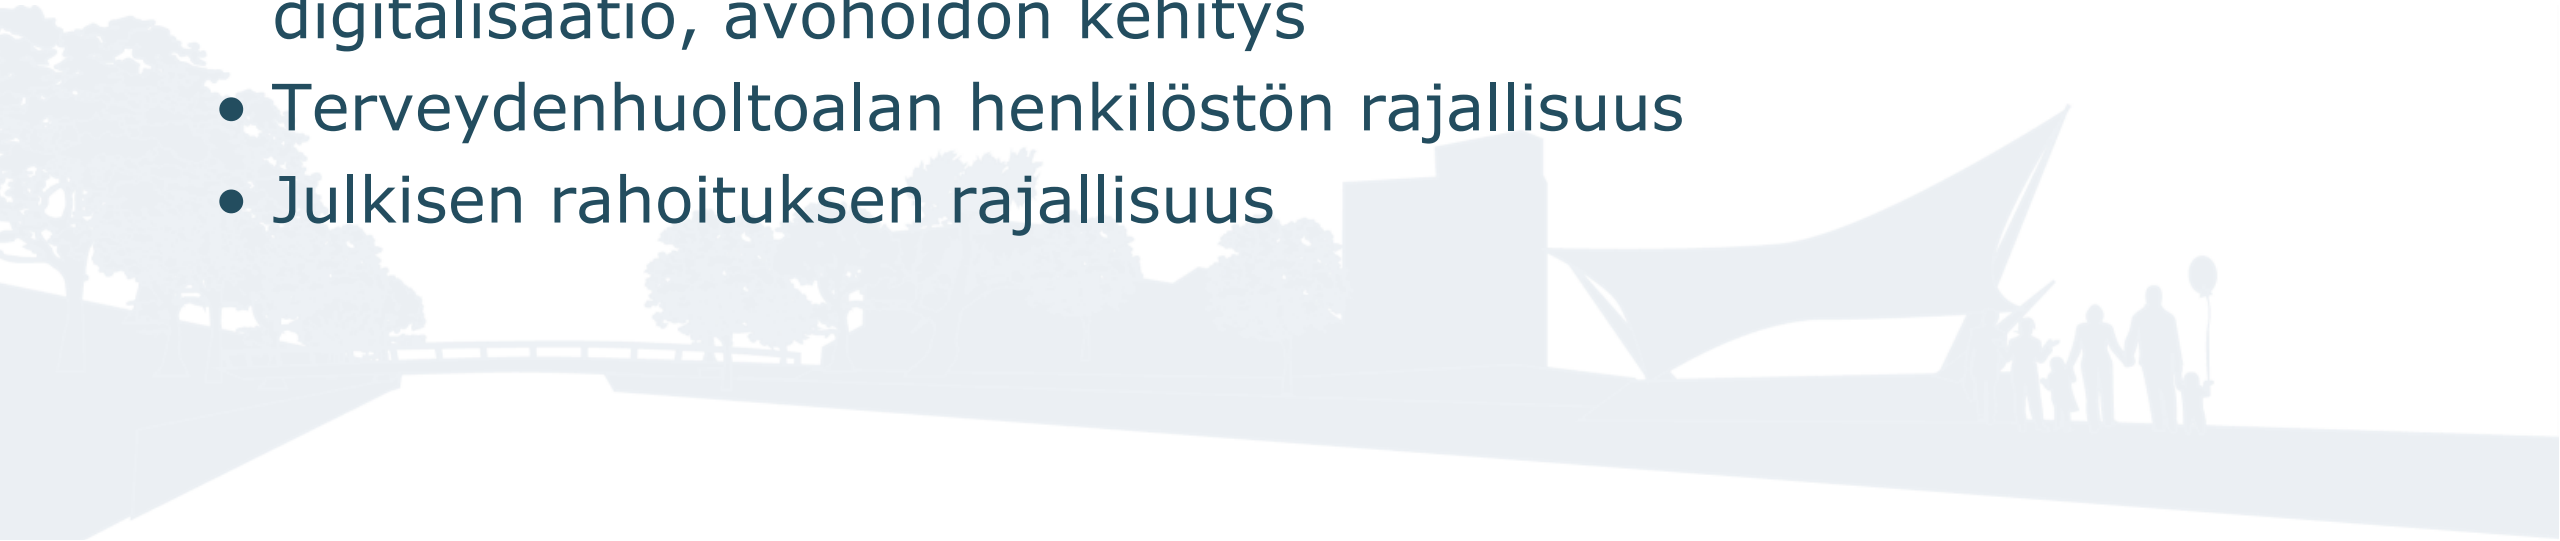 digitalisaatio, avohoidon kehitys
• Terveydenhuoltoalan henkilöstön rajallisuus
• Julkisen rahoituksen rajallisuus